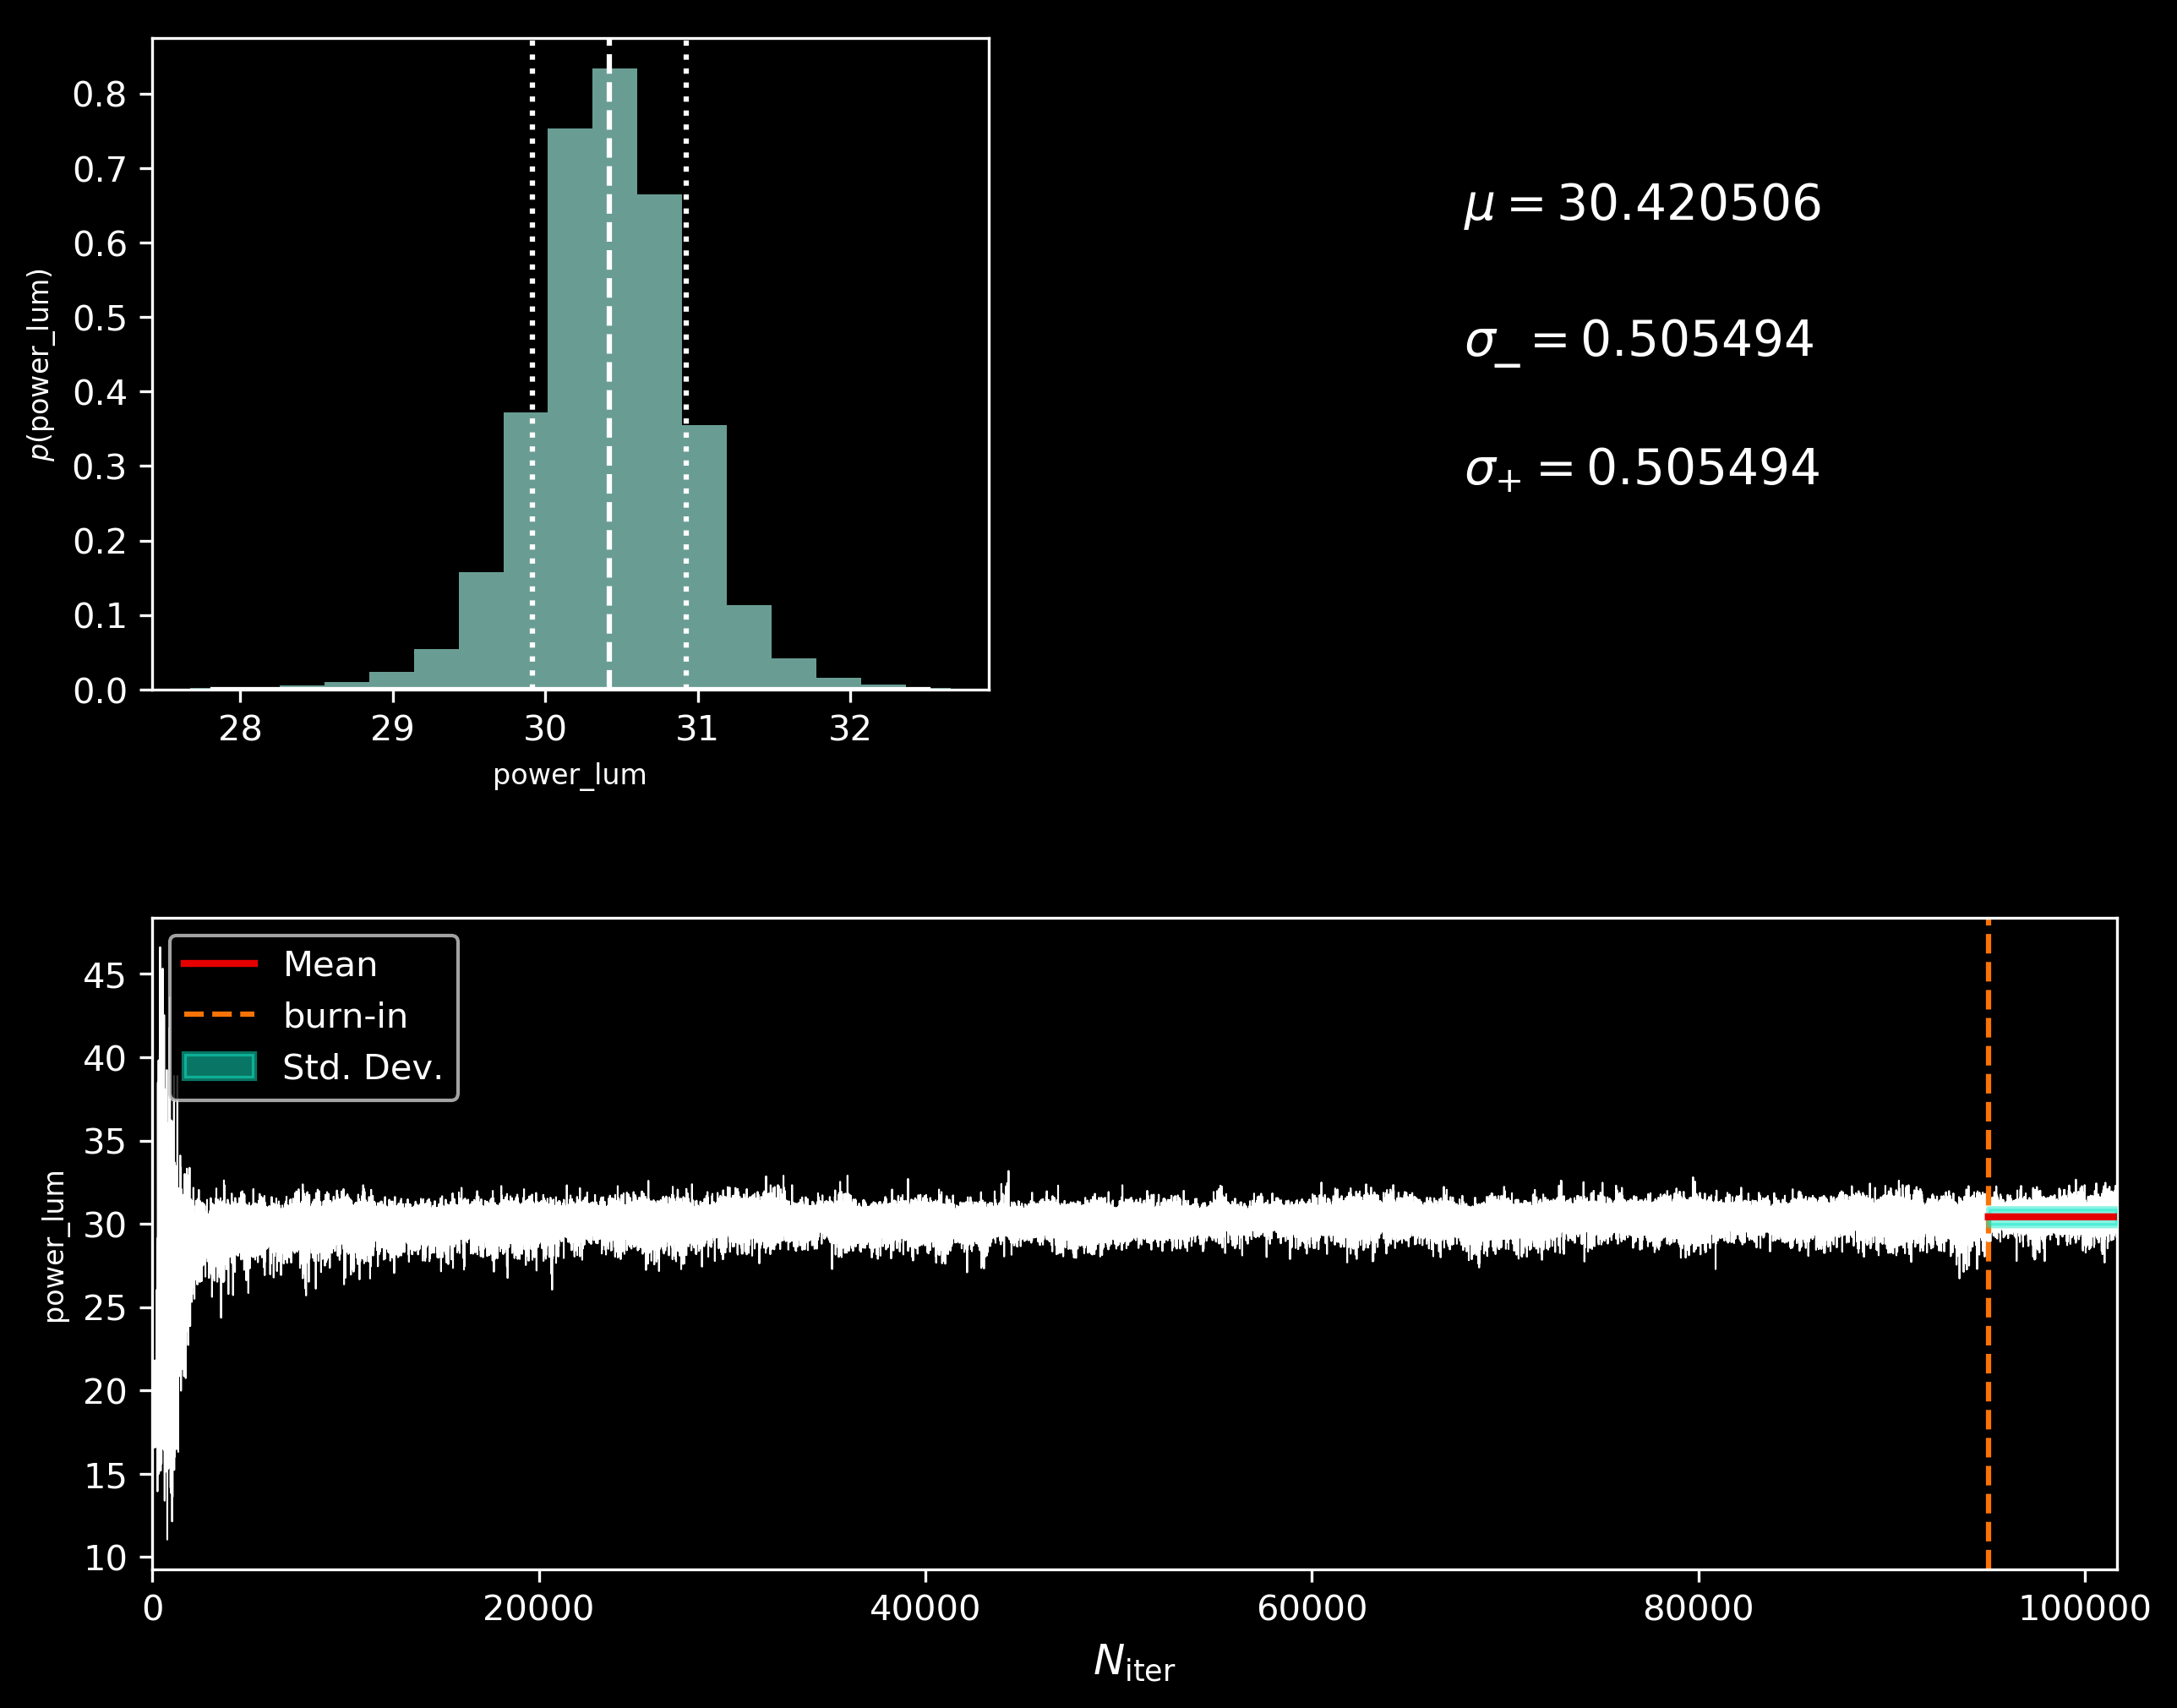 0.8
0.7
0.6
0.5
0.4
0.3
0.2
0.1
0.0
p(power_lum)
28 29 30 31 32
power_lum
μ = 30.420506
σ_ = 0.505494
σ+ = 0.505494
Mean
burn-in
Std. Dev.
45
40
35
30
25
20
15
10
power_lum
0 20000 40000 60000 80000 100000
Niter